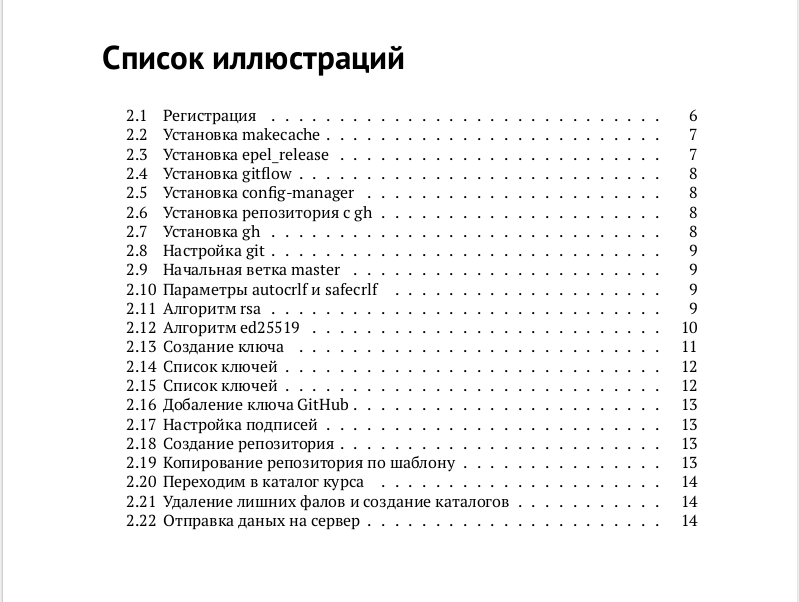 Список иллюстраций
2.1 Регистрация . . . . . . . . . . . . . . . . . . . . . . . . . . . . . 6
2.2 Установка makecache . . . . . . . . . . . . . . . . . . . . . . . . . 7
2.3 Установка epel_release . . . . . . . . . . . . . . . . . . . . . . . . 7
2.4 Установка gitflow . . . . . . . . . . . . . . . . . . . . . . . . . . . 8
2.5 Установка config-manager . . . . . . . . . . . . . . . . . . . . . . 8
2.6 Установка репозитория с gh . . . . . . . . . . . . . . . . . . . . . 8
2.7 Установка gh . . . . . . . . . . . . . . . . . . . . . . . . . . . . . 8
2.8 Настройка git . . . . . . . . . . . . . . . . . . . . . . . . . . . . . 9
2.9 Начальная ветка master . . . . . . . . . . . . . . . . . . . . . . . 9
2.10 Параметры autocrlf и safecrlf . . . . . . . . . . . . . . . . . . . . 9
2.11 Алгоритм rsa . . . . . . . . . . . . . . . . . . . . . . . . . . . . . 9
2.12 Алгоритм ed25519 . . . . . . . . . . . . . . . . . . . . . . . . . . 10
2.13 Создание ключа . . . . . . . . . . . . . . . . . . . . . . . . . . . 11
2.14 Список ключей . . . . . . . . . . . . . . . . . . . . . . . . . . . . 12
2.15 Список ключей . . . . . . . . . . . . . . . . . . . . . . . . . . . . 12
2.16 Добаление ключа GitHub . . . . . . . . . . . . . . . . . . . . . . . 13
2.17 Настройка подписей . . . . . . . . . . . . . . . . . . . . . . . . . 13
2.18 Создание репозитория . . . . . . . . . . . . . . . . . . . . . . . . 13
2.19 Копирование репозитория по шаблону . . . . . . . . . . . . . . . 13
2.20 Переходим в каталог курса . . . . . . . . . . . . . . . . . . . . . 14
2.21 Удаление лишних фалов и создание каталогов . . . . . . . . . . . 14
2.22 Отправка даных на сервер . . . . . . . . . . . . . . . . . . . . . . 14